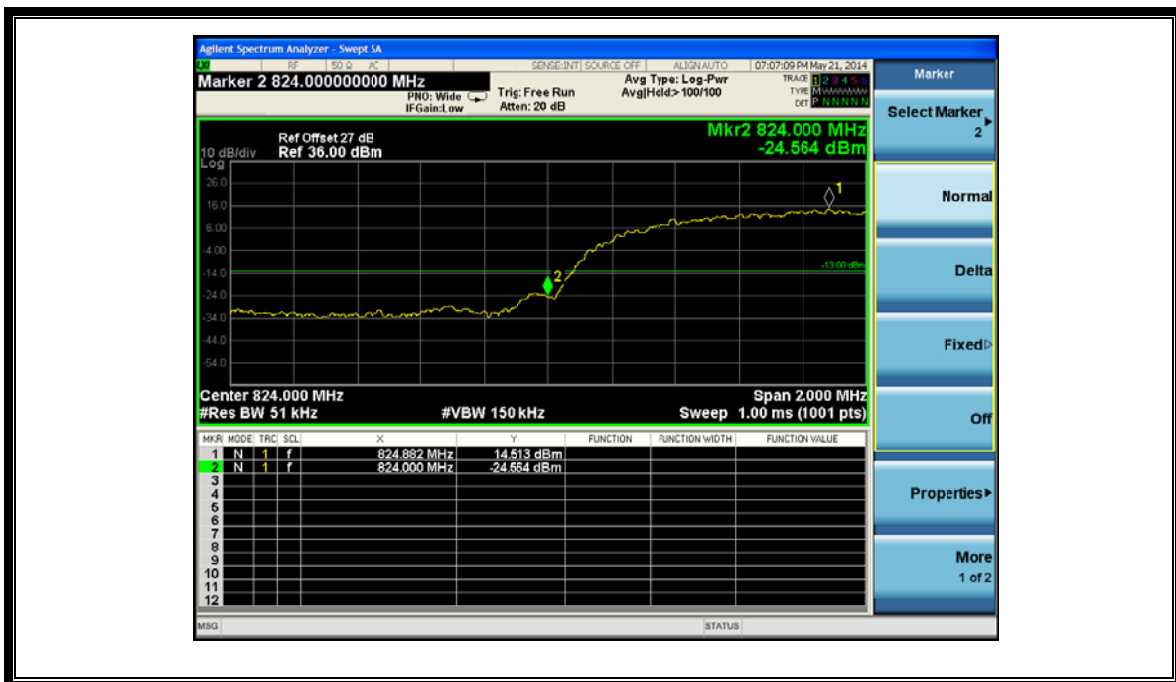 Agilent Spectrum Analyzer - Swept SA
LXI RF 50 Ω AC SENSE:INT SOURCE OFF ALIGN AUTO 07:07:09 PM May 21, 2014
Marker 2 824.000000000 MHz
PNO: Wide
IFGain:Low
Trig: Free Run
Atten: 20 dB
Avg Type: Log-Pwr
Avg|Hold:> 100/100
TRACE 1 2 3 4 5 6
TYPE MWWWWW
DET P N N N N N
Ref Offset 27 dB
Ref 36.00 dBm
10 dB/div
Log
Mkr2 824.000 MHz
-24.564 dBm
26.0
16.0
6.00
-4.00
-14.0
-24.0
-34.0
-44.0
-54.0
1
-13.00 dBm
2
Center 824.000 MHz Span 2.000 MHz
#Res BW 51 kHz #VBW 150 kHz Sweep 1.00 ms (1001 pts)
MKR MODE TRC SCL X Y FUNCTION FUNCTION WIDTH FUNCTION VALUE
1 N 1 f 824.882 MHz 14.513 dBm
2 N 1 f 824.000 MHz -24.564 dBm
3
4
5
6
7
8
9
10
11
12
MSG STATUS
Marker
Select Marker
2
Normal
Delta
Fixed
Off
Properties
More
1 of 2